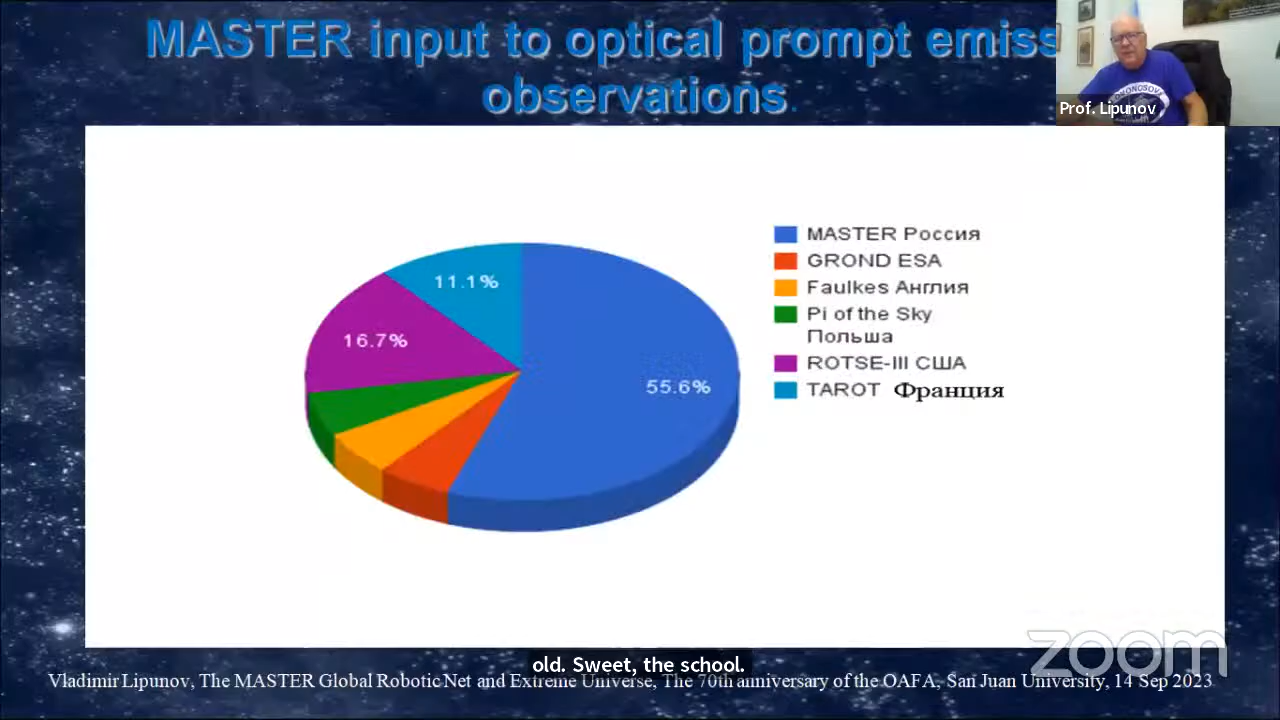 MASTER input to optical prompt emiss
observations
Prof. Lipunov
MASTER Россия
GROND ESA
Faulkes Англия
Pi of the Sky
Польша
ROTSE-III США
TAROT Франция
11.1%
16.7%
55.6%
zoom
old. Sweet, the school.
Vladimir Lipunov, The MASTER Global Robotic Net and Extreme Universe, The 70th anniversary of the OAFA, San Juan University, 14 Sep 2023